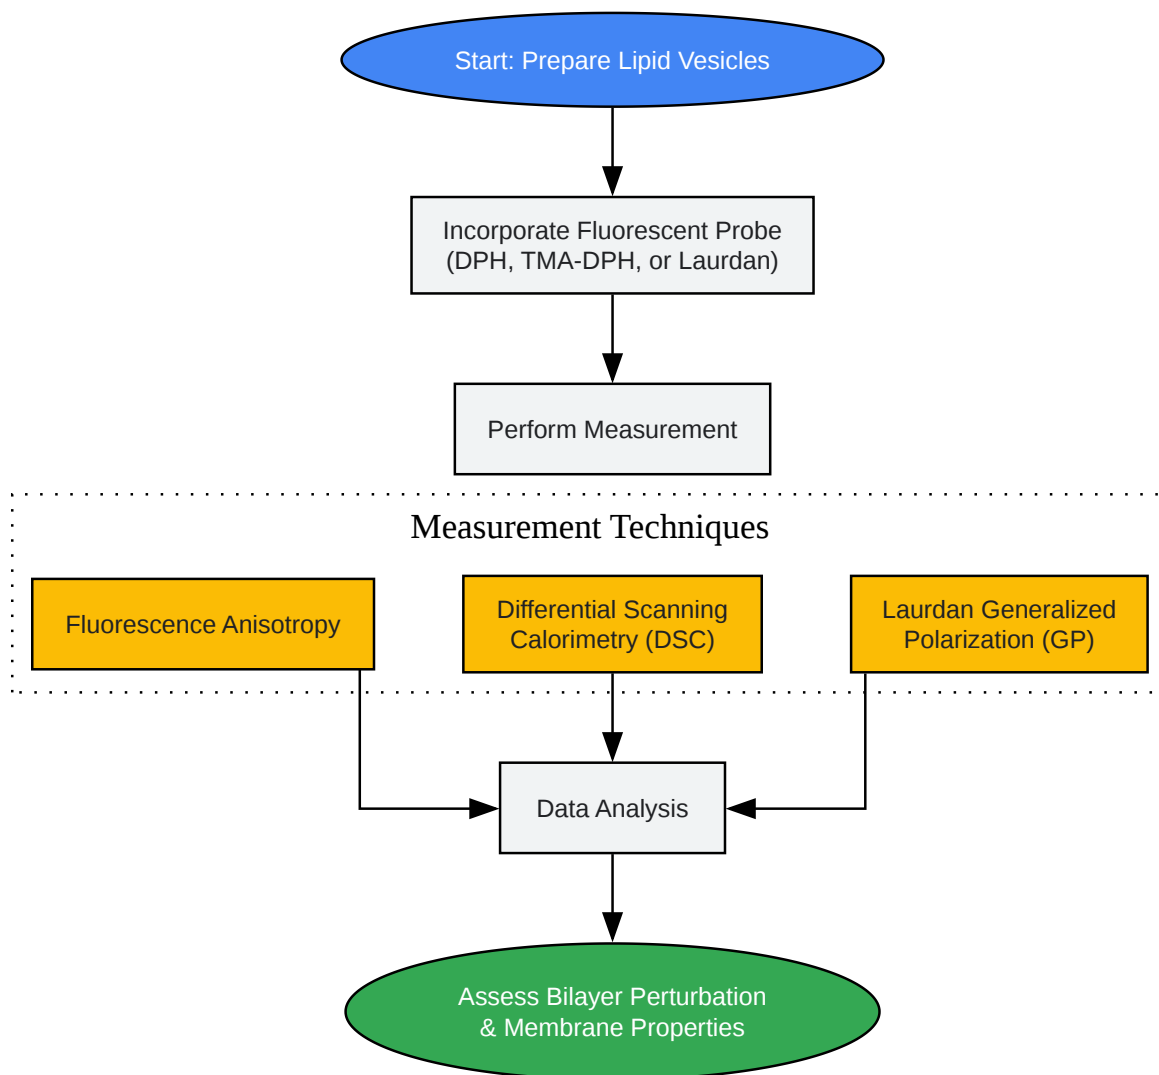 Start: Prepare Lipid Vesicles
Incorporate Fluorescent Probe
(DPH, TMA-DPH, or Laurdan)
Perform Measurement
Measurement Techniques
Fluorescence Anisotropy
Differential Scanning
Calorimetry (DSC)
Laurdan Generalized
Polarization (GP)
Data Analysis
Assess Bilayer Perturbation
& Membrane Properties